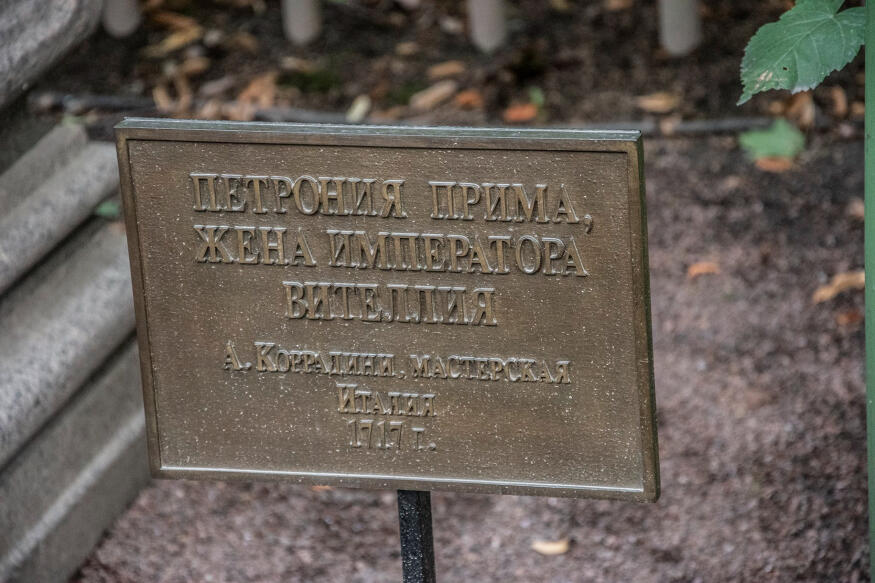 ПЕТРОНИЯ ПРИМА,
ЖЕНА ИМПЕРАТОРА
ВИТЕЛЛИЯ
А. Коррадини, мастерская
Италия
1717 г.